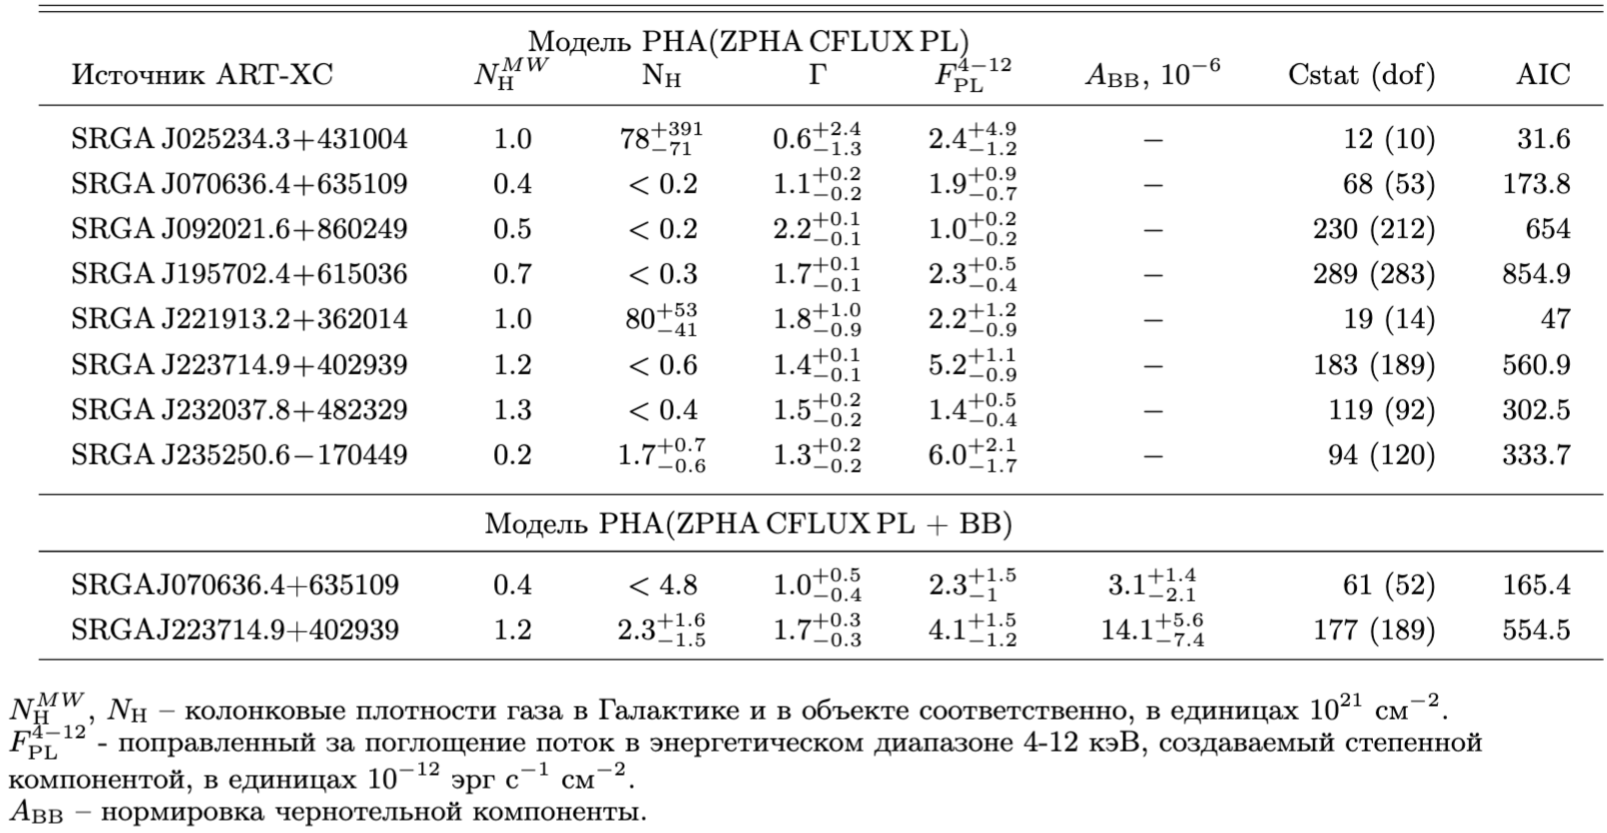 Модель PHA(ZPHA CFLUX PL)
Источник ART-XC N_H^{MW} N_H Γ F_{PL}^{4−12} A_{BB}, 10^{−6} Cstat (dof) AIC
SRGA J025234.3+431004 1.0 78^{+391}_{−71} 0.6^{+2.4}_{−1.3} 2.4^{+4.9}_{−1.2} − 12 (10) 31.6
SRGA J070636.4+635109 0.4 < 0.2 1.1^{+0.2}_{−0.2} 1.9^{+0.9}_{−0.7} − 68 (53) 173.8
SRGA J092021.6+860249 0.5 < 0.2 2.2^{+0.1}_{−0.1} 1.0^{+0.2}_{−0.2} − 230 (212) 654
SRGA J195702.4+615036 0.7 < 0.3 1.7^{+0.1}_{−0.1} 2.3^{+0.5}_{−0.4} − 289 (283) 854.9
SRGA J221913.2+362014 1.0 80^{+53}_{−41} 1.8^{+1.0}_{−0.9} 2.2^{+1.2}_{−0.9} − 19 (14) 47
SRGA J223714.9+402939 1.2 < 0.6 1.4^{+0.1}_{−0.1} 5.2^{+1.1}_{−0.9} − 183 (189) 560.9
SRGA J232037.8+482329 1.3 < 0.4 1.5^{+0.2}_{−0.2} 1.4^{+0.5}_{−0.4} − 119 (92) 302.5
SRGA J235250.6−170449 0.2 1.7^{+0.7}_{−0.6} 1.3^{+0.2}_{−0.2} 6.0^{+2.1}_{−1.7} − 94 (120) 333.7
Модель PHA(ZPHA CFLUX PL + BB)
SRGAJ070636.4+635109 0.4 < 4.8 1.0^{+0.5}_{−0.4} 2.3^{+1.5}_{−1} 3.1^{+1.4}_{−2.1} 61 (52) 165.4
SRGAJ223714.9+402939 1.2 2.3^{+1.6}_{−1.5} 1.7^{+0.3}_{−0.3} 4.1^{+1.5}_{−1.2} 14.1^{+5.6}_{−7.4} 177 (189) 554.5
N_H^{MW}, N_H – колонковые плотности газа в Галактике и в объекте соответственно, в единицах 10^{21} см^{−2}.
F_{PL}^{4−12} - поправленный за поглощение поток в энергетическом диапазоне 4-12 кэВ, создаваемый степенной
компонентой, в единицах 10^{−12} эрг с^{−1} см^{−2}.
A_{BB} – нормировка чернотельной компоненты.